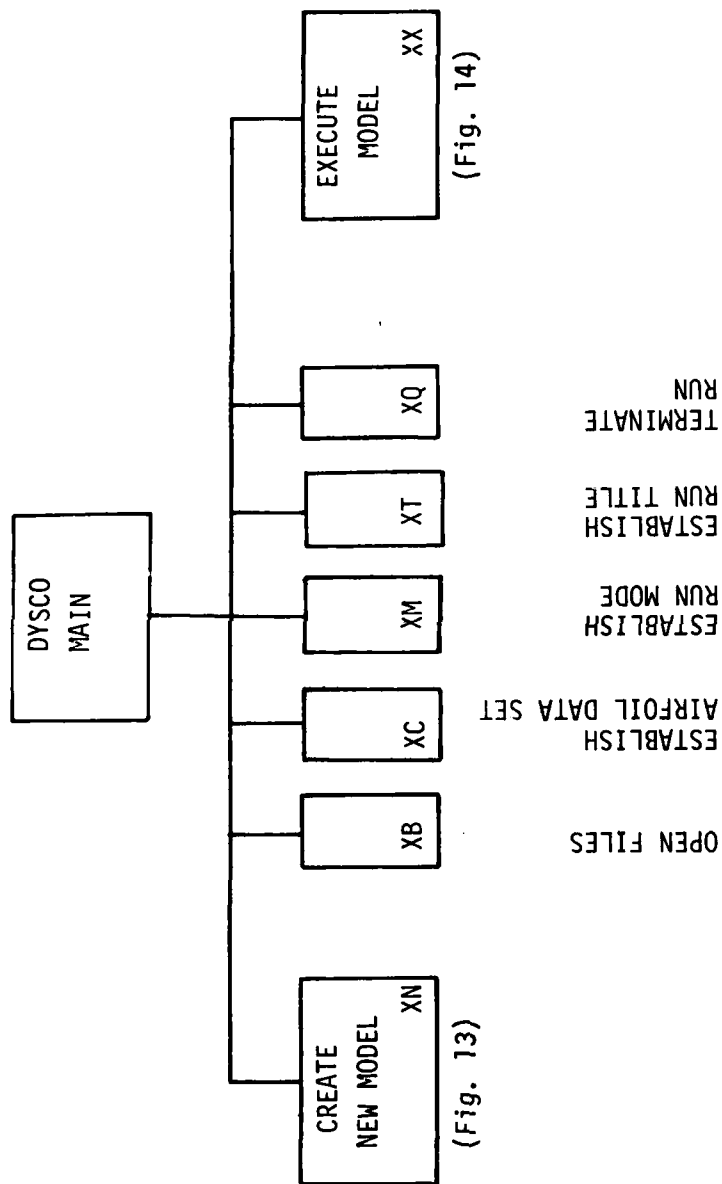 DYSCO
MAIN
CREATE
NEW MODEL
XN
(Fig. 13)
XB
OPEN FILES
XC
ESTABLISH
AIRFOIL DATA SET
XM
ESTABLISH
RUN MODE
XT
ESTABLISH
RUN TITLE
XQ
TERMINATE
RUN
EXECUTE
MODEL
XX
(Fig. 14)